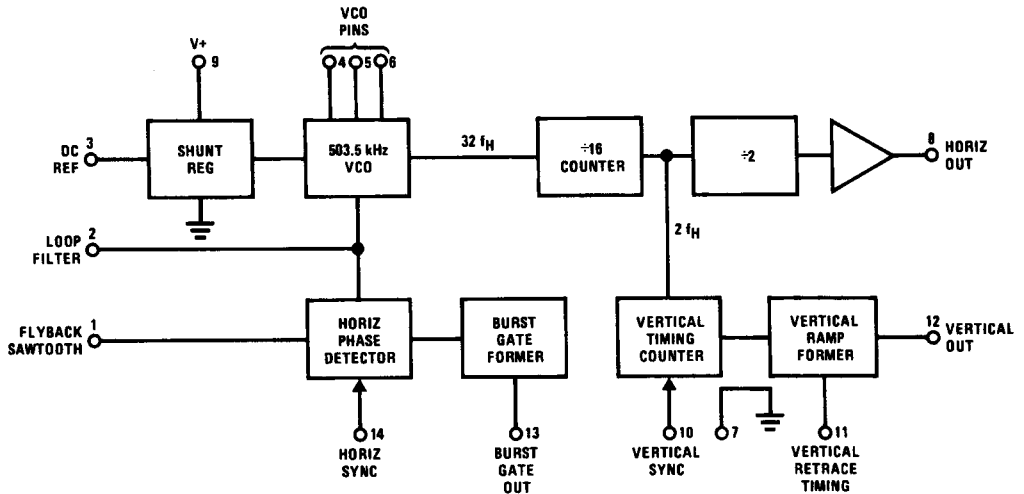 VCO
PINS
V+
9
4
5
6
DC
REF
3
SHUNT
REG
503.5 kHz
VCO
32 fH
÷16
COUNTER
÷2
8
HORIZ
OUT
2
LOOP
FILTER
2 fH
1
FLYBACK
SAWTOOTH
HORIZ
PHASE
DETECTOR
BURST
GATE
FORMER
VERTICAL
TIMING
COUNTER
VERTICAL
RAMP
FORMER
12
VERTICAL
OUT
14
HORIZ
SYNC
13
BURST
GATE
OUT
10
VERTICAL
SYNC
7
11
VERTICAL
RETRACE
TIMING